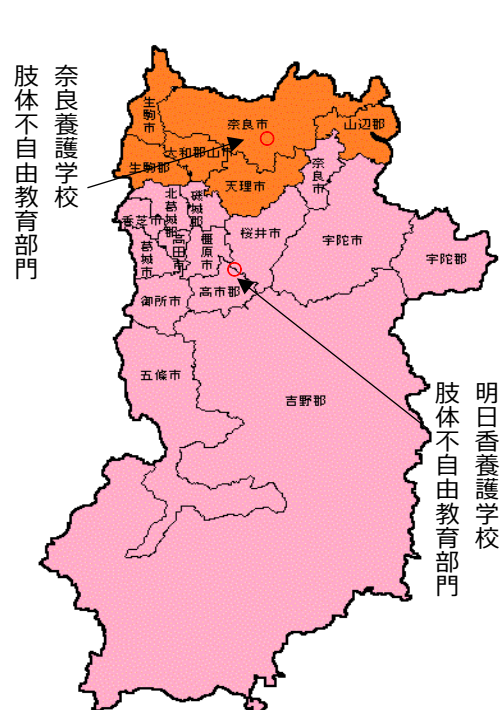 奈良養護学校
肢体不自由教育部門
生駒市
奈良市
山辺郡
大和郡山市
生駒郡
奈良市
天理市
北葛城郡
磯城郡
香芝市
桜井市
宇陀市
宇陀郡
葛城市
高田市
橿原市
御所市
高市郡
五條市
吉野郡
明日香養護学校
肢体不自由教育部門